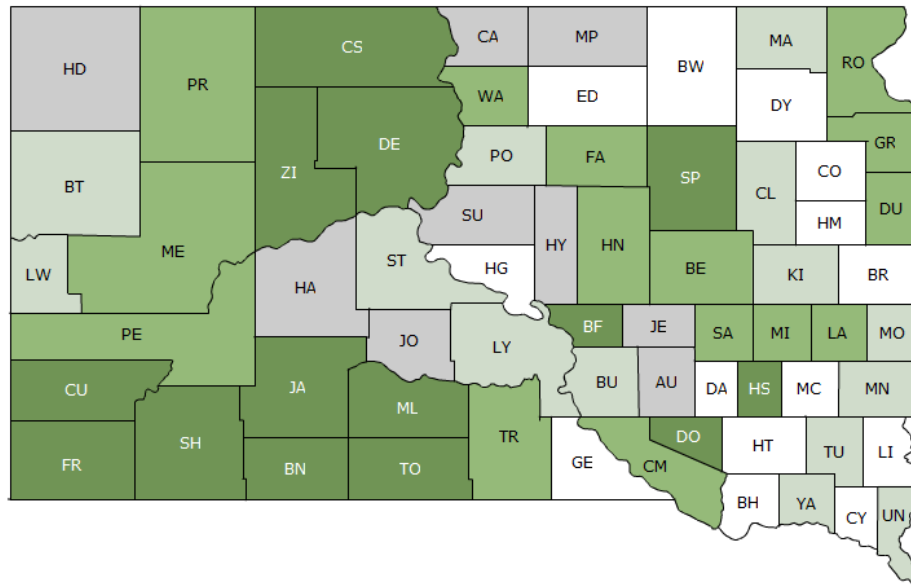 HD PR CS CA MP BW MA RO
WA ED DY
BT ZI DE PO FA SP CL CO GR
SU HM DU
LW ME HA ST HG HY HN BE KI BR
PE JO LY BF JE SA MI LA MO
CU JA BU AU DA HS MC MN
FR SH ML TR DO HT TU LI
BN TO GE CM BH YA CY UN